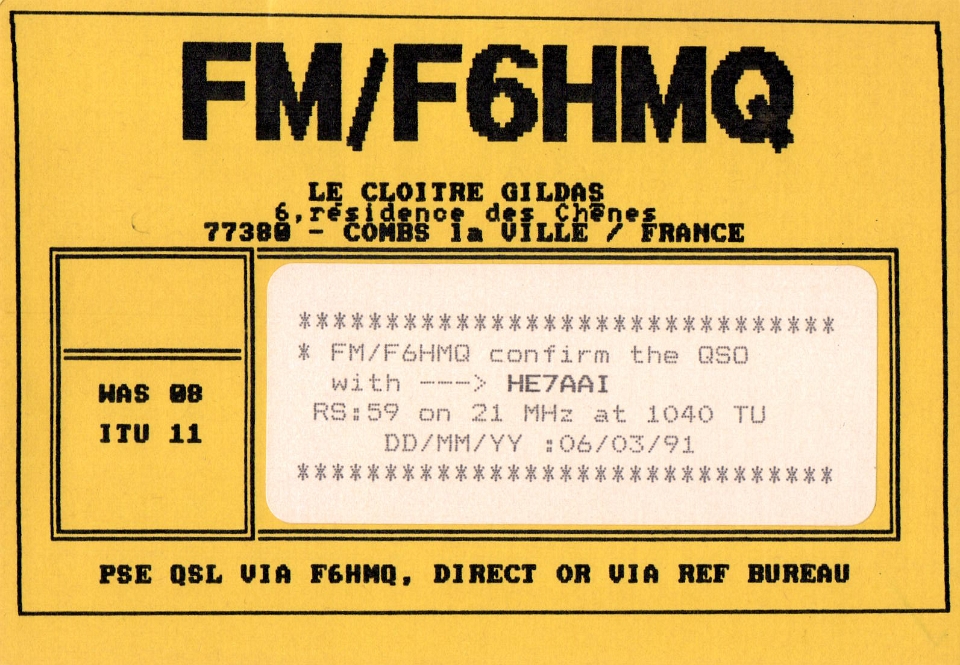 FM/F6HMQ
LE CLOITRE GILDAS
6,résidence des Chênes
77380 - COMBS la VILLE / FRANCE
WAS 08
ITU 11
*******************************
* FM/F6HMQ confirm the QSO
with ---> HE7AAI
RS:59 on 21 MHz at 1040 TU
DD/MM/YY :06/03/91
*******************************
PSE QSL VIA F6HMQ, DIRECT OR VIA REF BUREAU